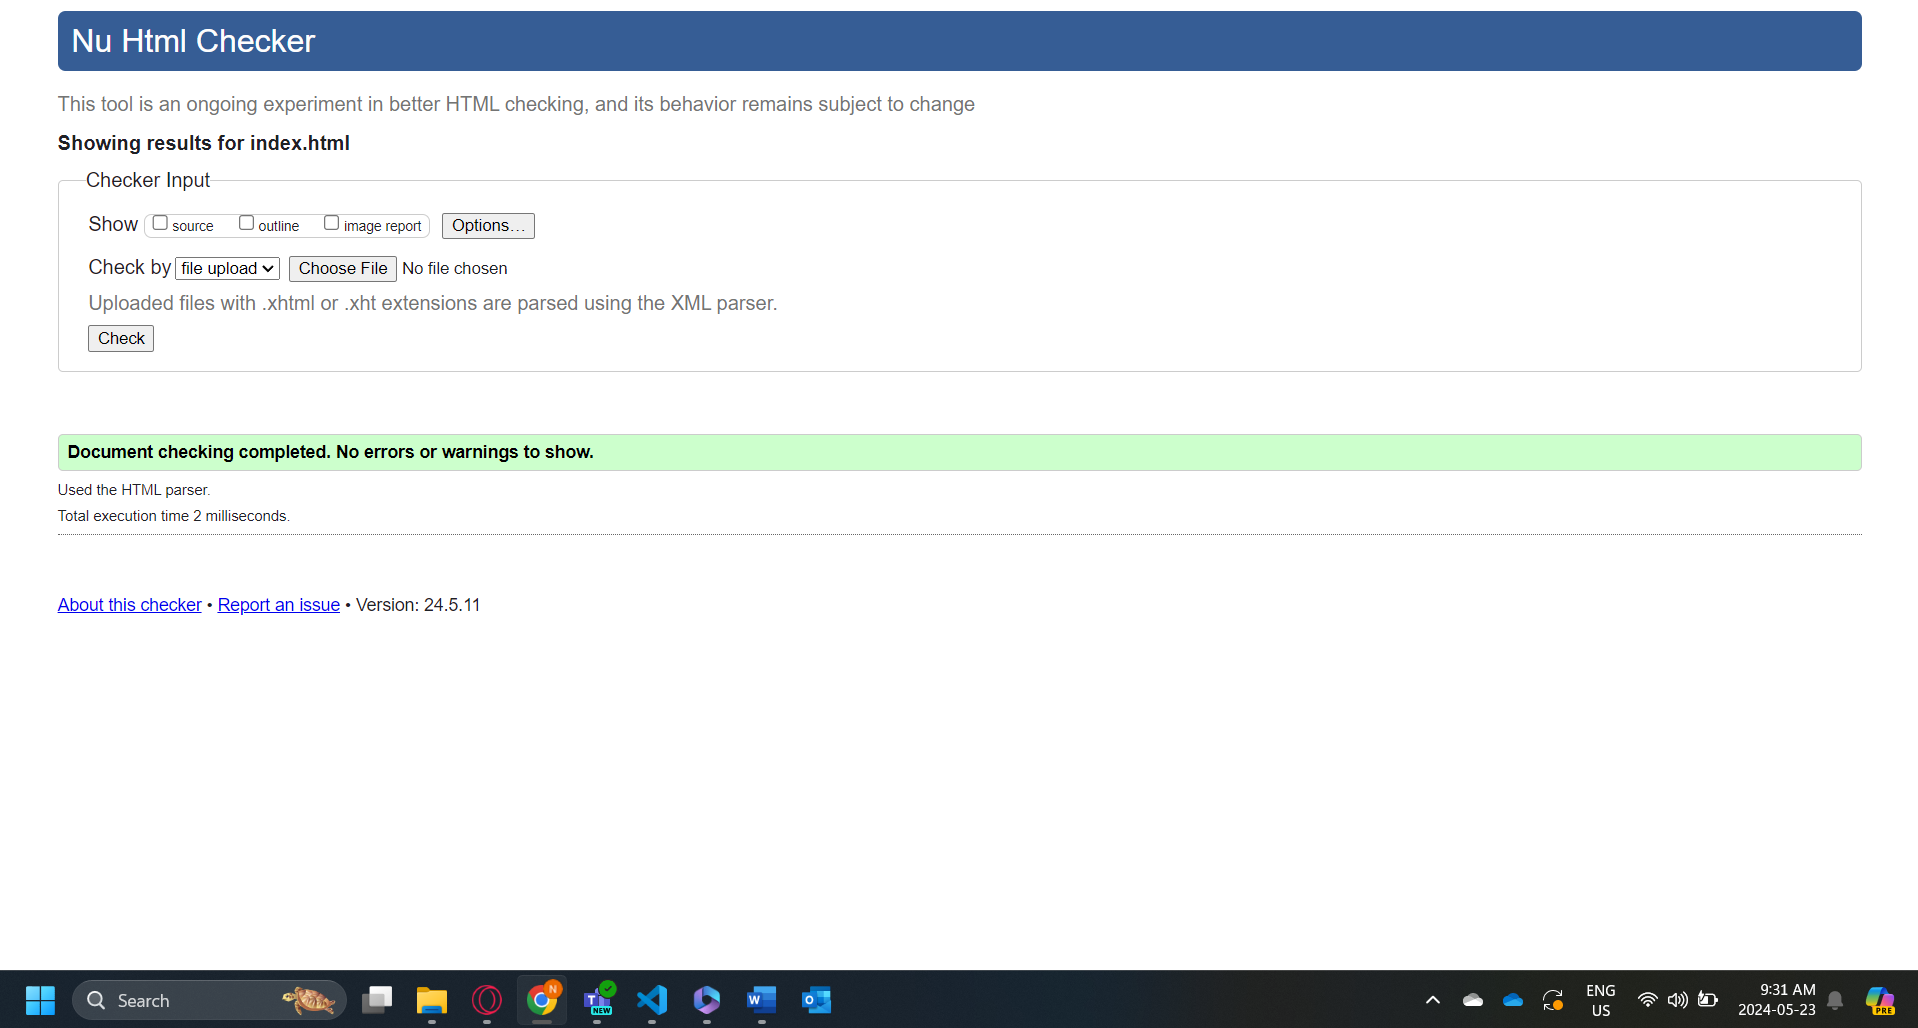 Nu Html Checker
This tool is an ongoing experiment in better HTML checking, and its behavior remains subject to change
Showing results for index.html
Checker Input
Show source outline image report Options…
Check by file upload Choose File No file chosen
Uploaded files with .xhtml or .xht extensions are parsed using the XML parser.
Check
Document checking completed. No errors or warnings to show.
Used the HTML parser.
Total execution time 2 milliseconds.
About this checker • Report an issue • Version: 24.5.11
Search
N
T
NEW
W
O
ENG
US
9:31 AM
2024-05-23
PRE